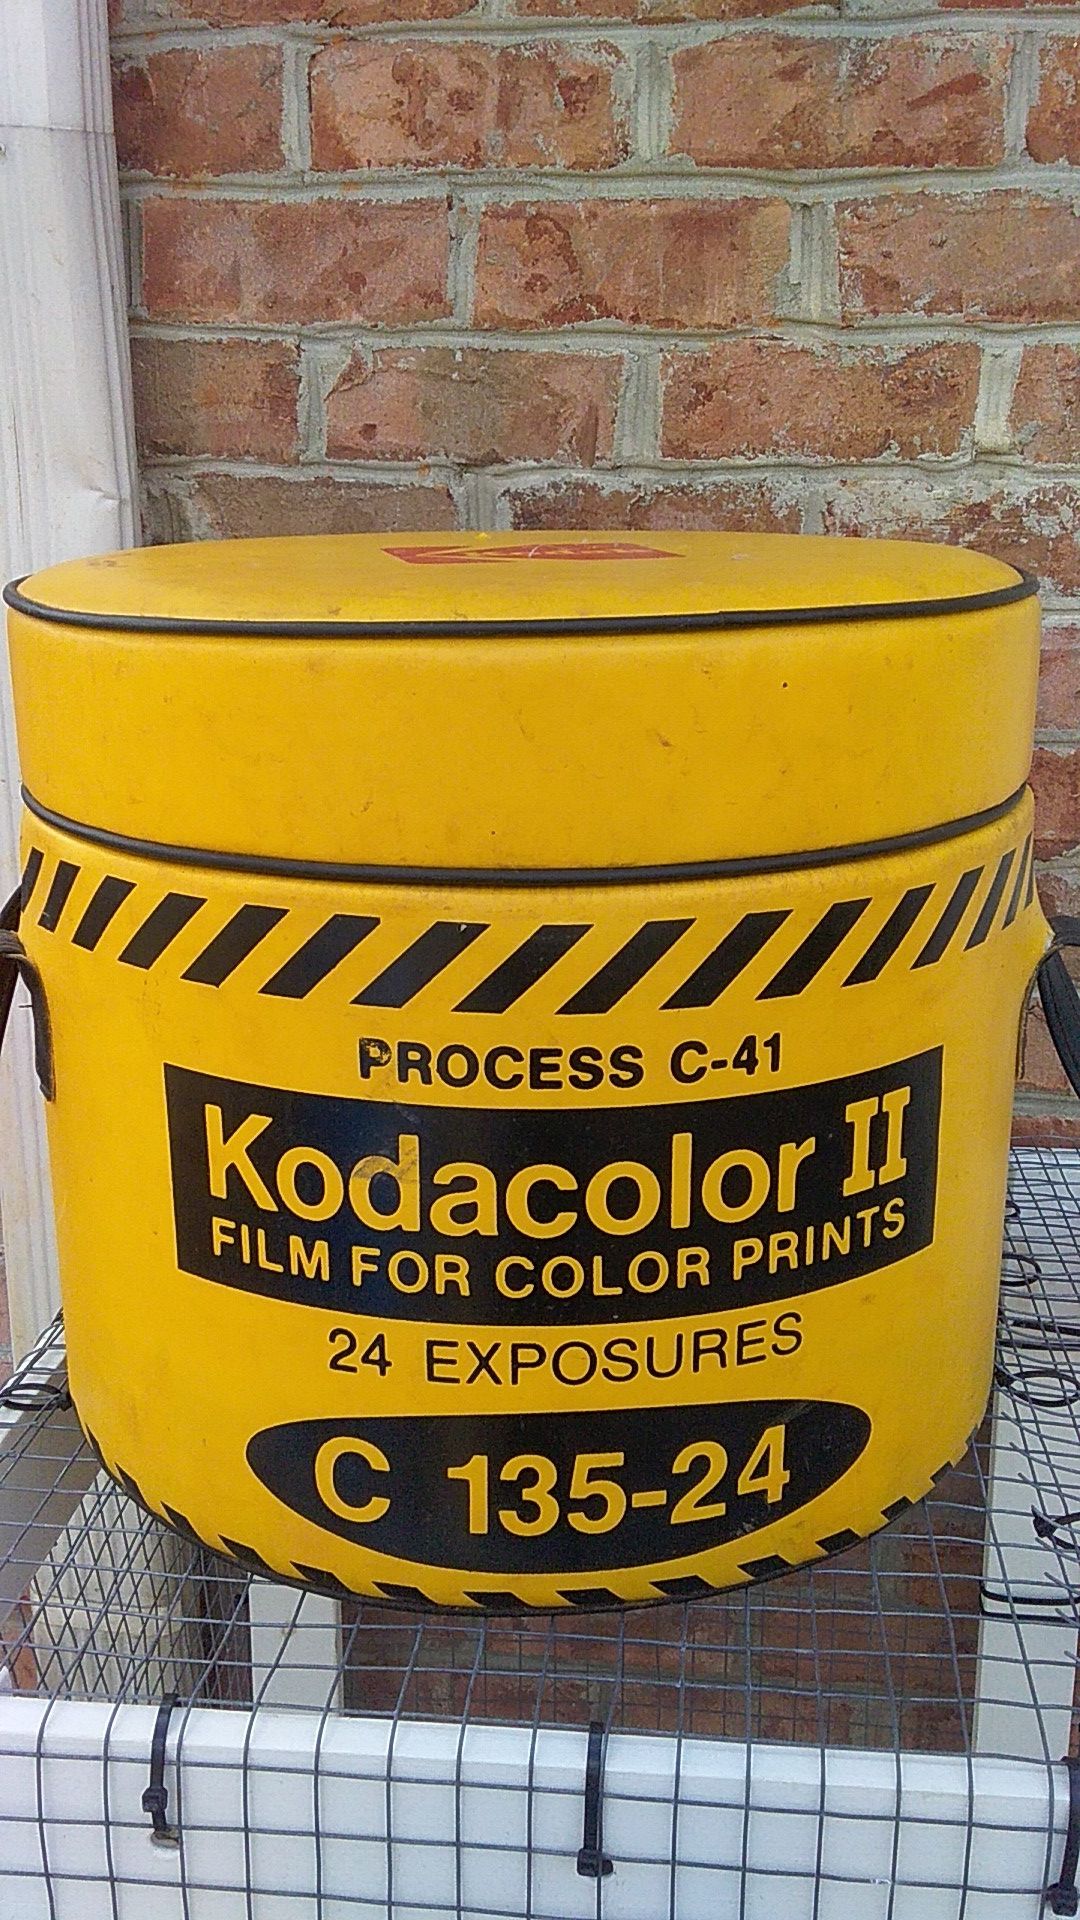 PROCESS C-41
Kodacolor II
FILM FOR COLOR PRINTS
24 EXPOSURES
C 135-24